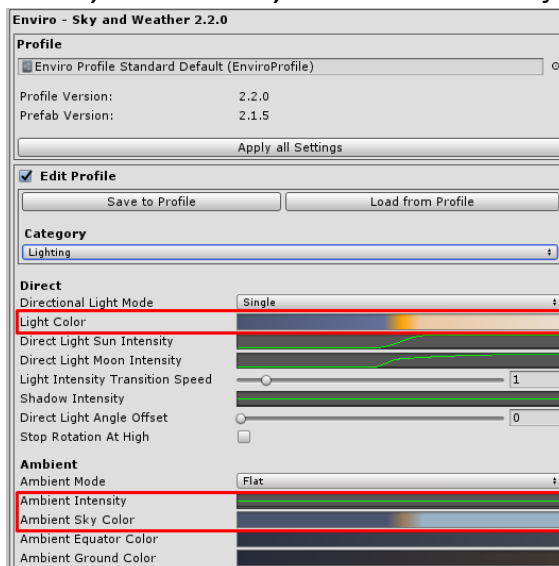 Enviro - Sky and Weather 2.2.0
Profile
Enviro Profile Standard Default (EnviroProfile)
Profile Version: 2.2.0
Prefab Version: 2.1.5
Apply all Settings
Edit Profile
Save to Profile Load from Profile
Category
Lighting
Direct
Directional Light Mode Single
Light Color
Direct Light Sun Intensity
Direct Light Moon Intensity
Light Intensity Transition Speed 1
Shadow Intensity
Direct Light Angle Offset 0
Stop Rotation At High
Ambient
Ambient Mode Flat
Ambient Intensity
Ambient Sky Color
Ambient Equator Color
Ambient Ground Color